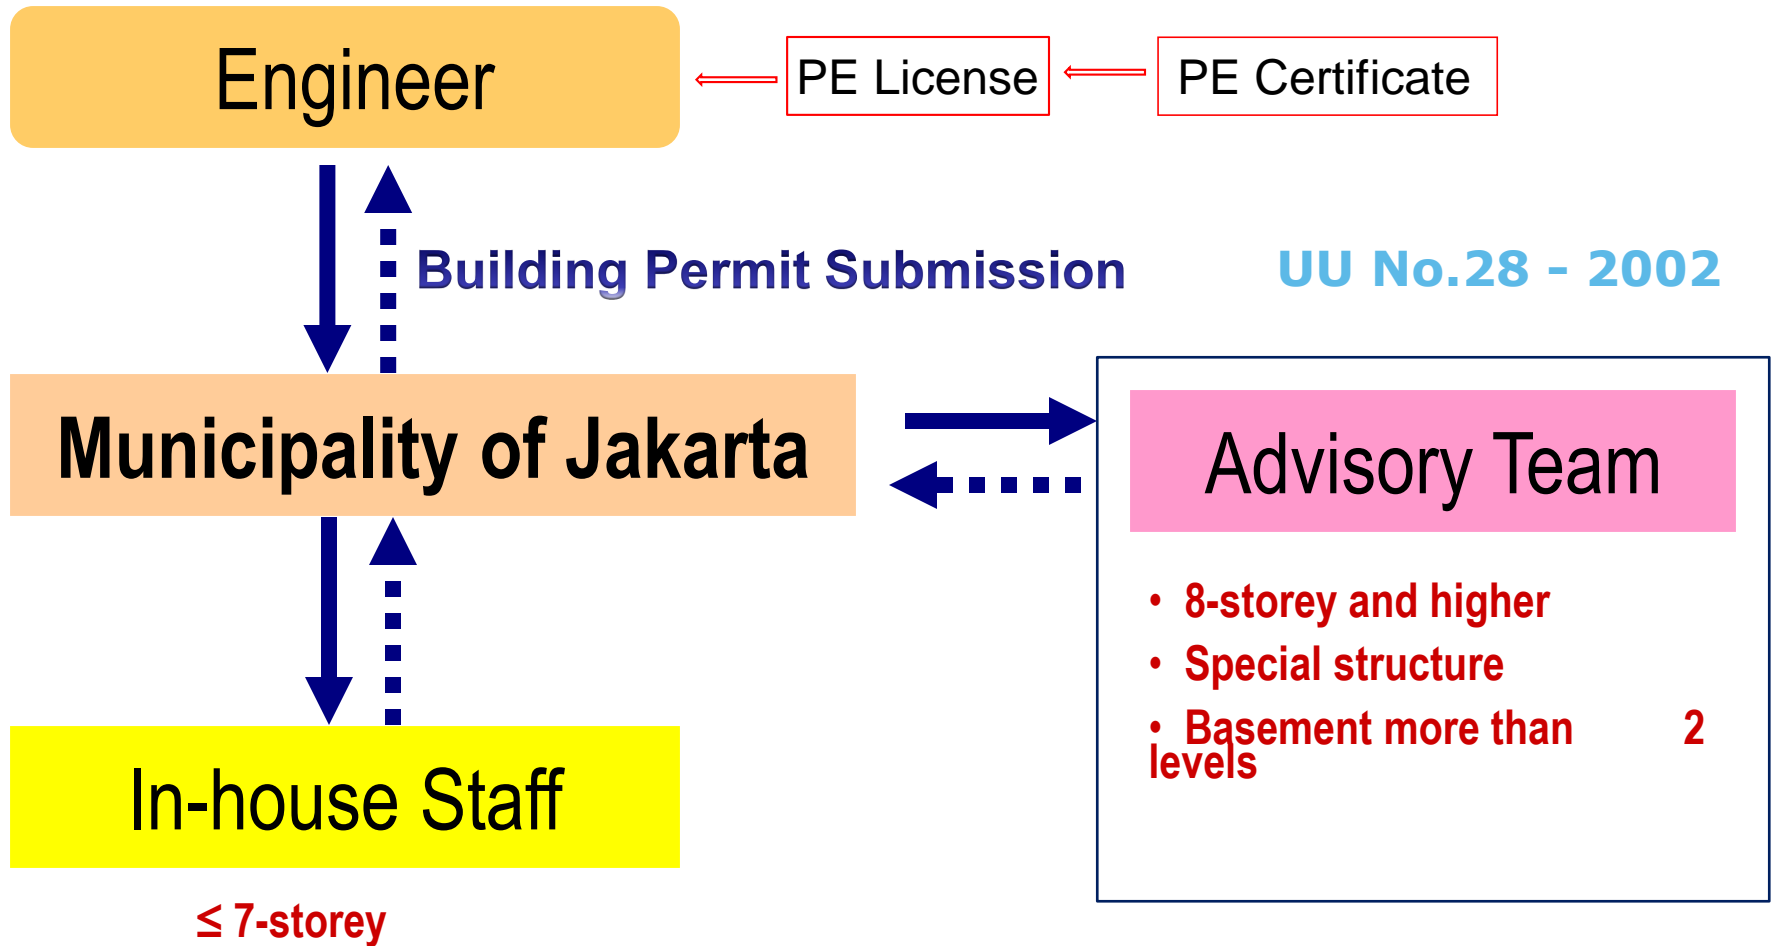 Engineer
PE License
PE Certificate
Building Permit Submission
UU No.28 - 2002
Municipality of Jakarta
Advisory Team
• 8-storey and higher
• Special structure
• Basement more than 2
levels
In-house Staff
≤ 7-storey